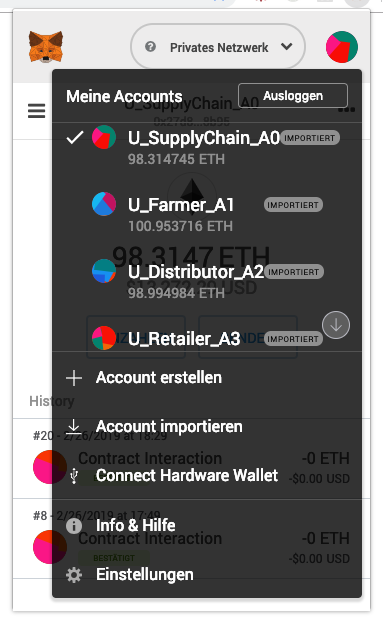 Privates Netzwerk
Meine Accounts
Ausloggen
U_SupplyChain_A0
U_SupplyChain_A0 IMPORTIERT
98.314745 ETH
U_Farmer_A1 IMPORTIERT
100.953716 ETH
98.3147 ETH
U_Distributor_A2 IMPORTIERT
98.994984 ETH
U_Retailer_A3 IMPORTIERT
Account erstellen
History
Account importieren
#20 - 2/26/2019 at 18:29
Contract Interaction -0 ETH
-$0.00 USD
Connect Hardware Wallet
#8 - 2/26/2019 at 17:49
Info & Hilfe
Contract Interaction -0 ETH
-$0.00 USD
BESTÄTIGT
Einstellungen